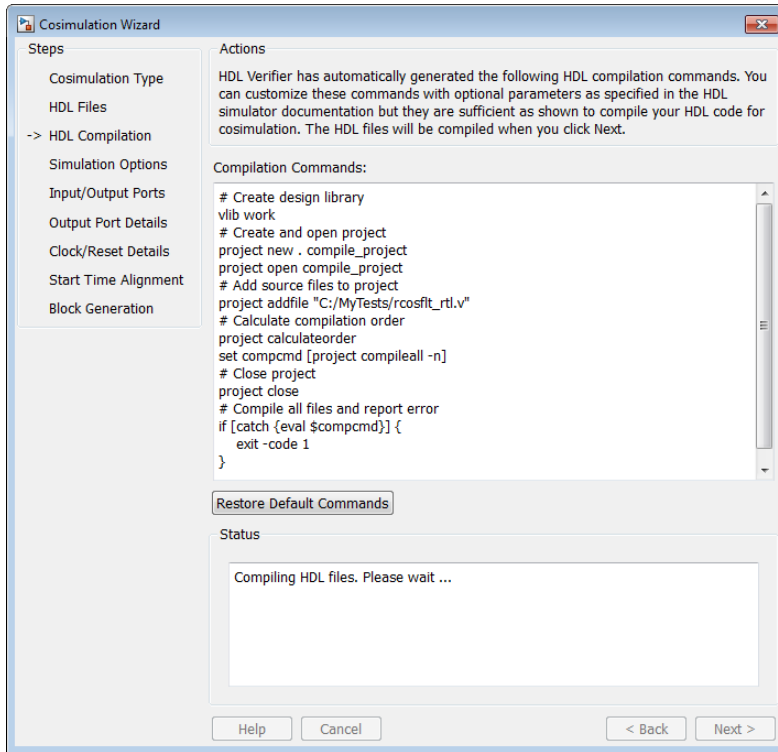 Cosimulation Wizard
Steps
Cosimulation Type
HDL Files
-> HDL Compilation
Simulation Options
Input/Output Ports
Output Port Details
Clock/Reset Details
Start Time Alignment
Block Generation
Actions
HDL Verifier has automatically generated the following HDL compilation commands. You
can customize these commands with optional parameters as specified in the HDL
simulator documentation but they are sufficient as shown to compile your HDL code for
cosimulation. The HDL files will be compiled when you click Next.
Compilation Commands:
# Create design library
vlib work
# Create and open project
project new . compile_project
project open compile_project
# Add source files to project
project addfile "C:/MyTests/rcosflt_rtl.v"
# Calculate compilation order
project calculateorder
set compcmd [project compileall -n]
# Close project
project close
# Compile all files and report error
if [catch {eval $compcmd}] {
exit -code 1
}
Restore Default Commands
Status
Compiling HDL files. Please wait ...
Help
Cancel
< Back
Next >